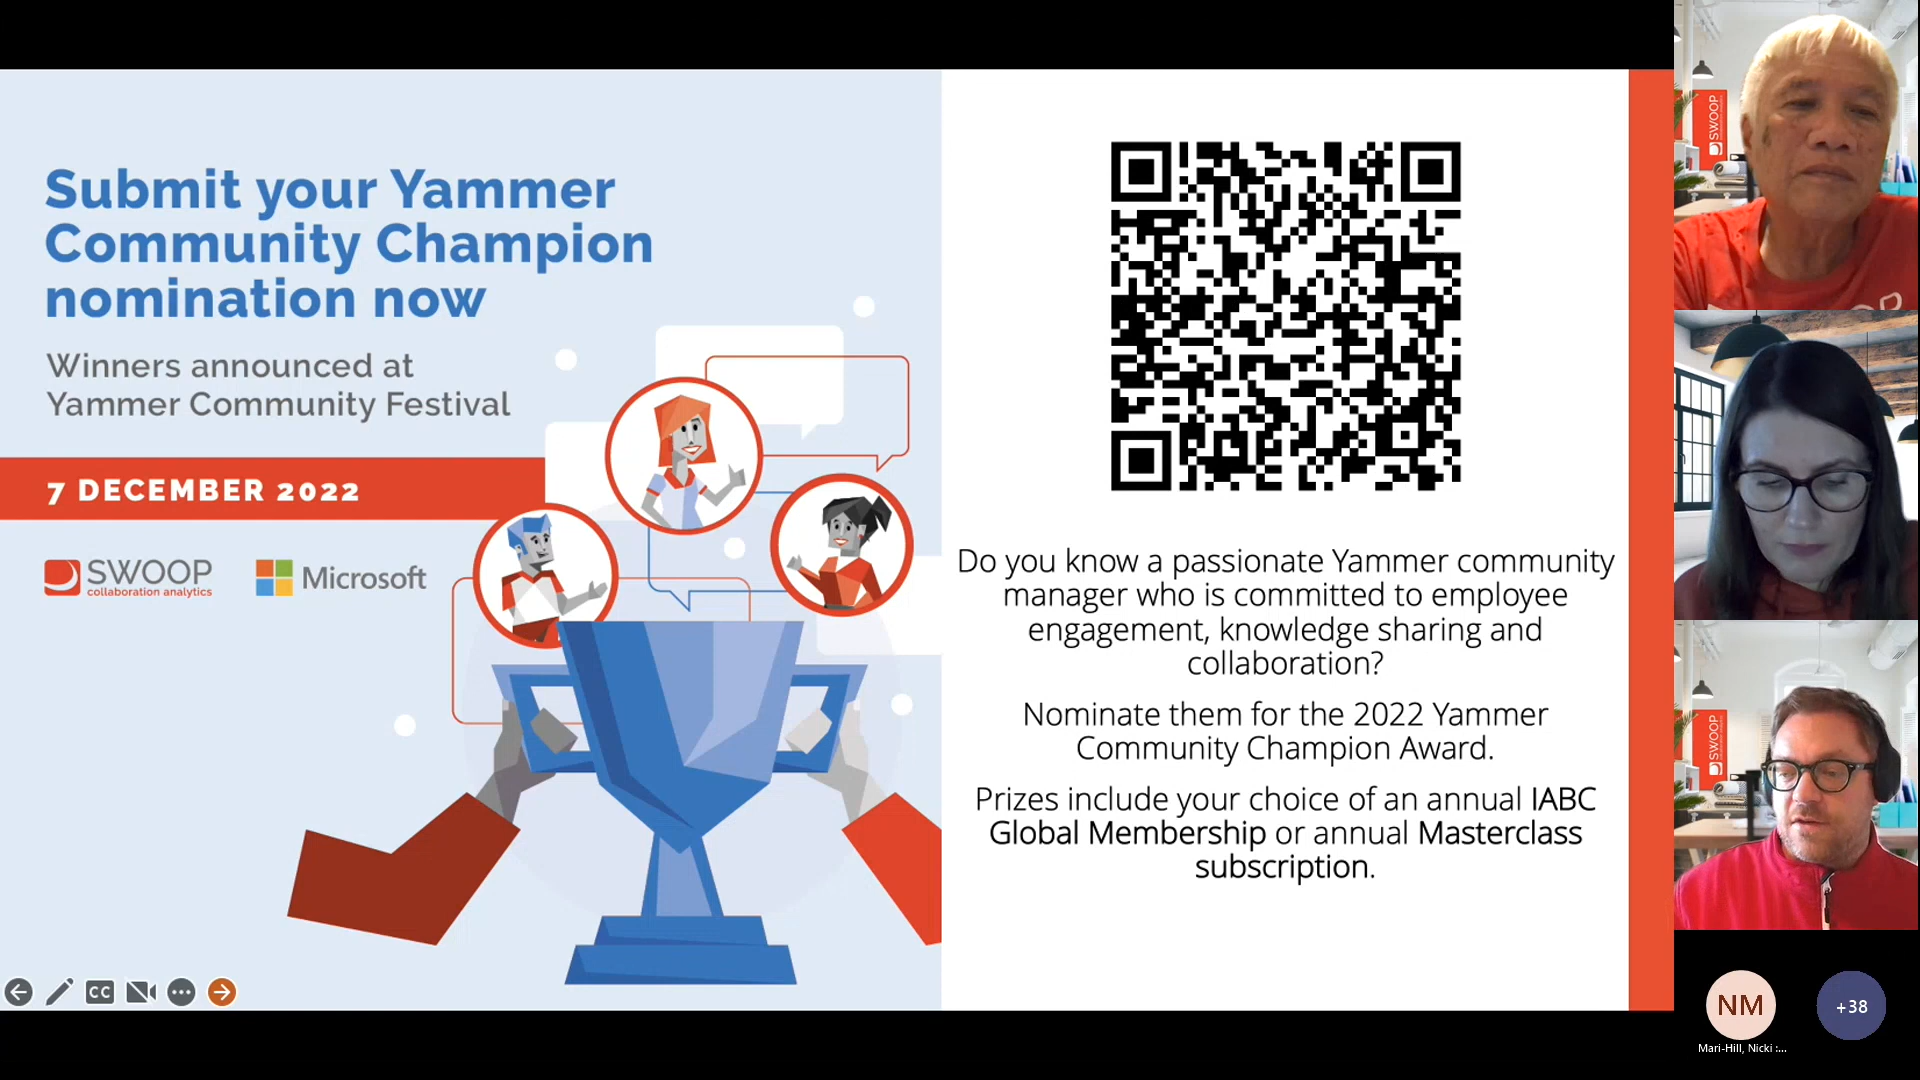 Submit your Yammer
Community Champion
nomination now
Winners announced at
Yammer Community Festival
7 DECEMBER 2022
SWOOP
collaboration analytics
Microsoft
CC
Do you know a passionate Yammer community
manager who is committed to employee
engagement, knowledge sharing and
collaboration?
Nominate them for the 2022 Yammer
Community Champion Award.
Prizes include your choice of an annual IABC
Global Membership or annual Masterclass
subscription.
SWOOP
SWOOP
NM
Mari-Hill, Nicki :...
+38